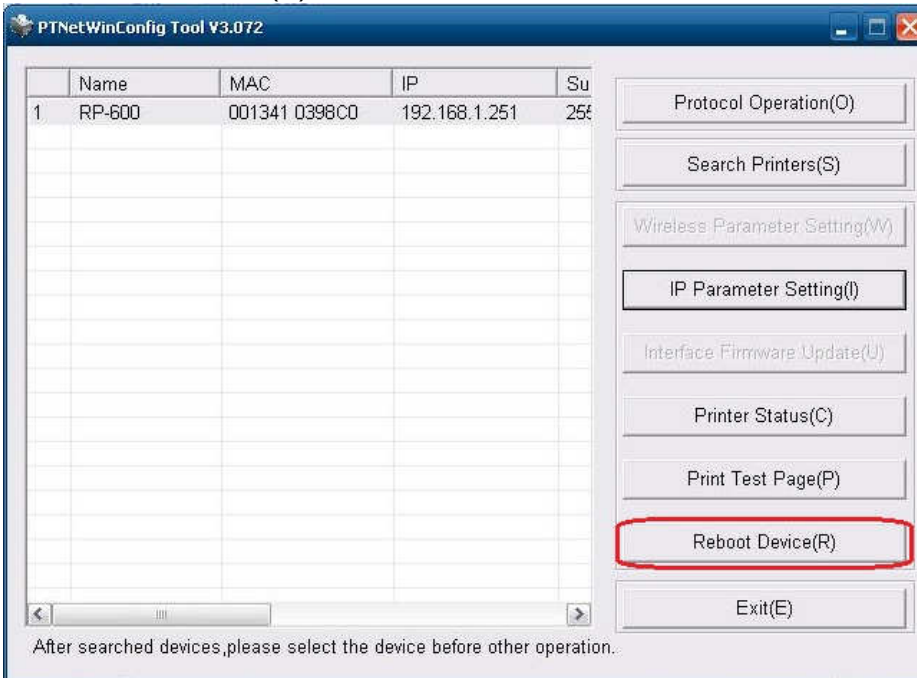 PTNetWinConfig Tool V3.072
Name MAC IP Su
1 RP-600 001341 0398C0 192.168.1.251 255
Protocol Operation(O)
Search Printers(S)
Wireless Parameter Setting(W)
IP Parameter Setting(I)
Interface Firmware Update(U)
Printer Status(C)
Print Test Page(P)
Reboot Device(R)
Exit(E)
After searched devices,please select the device before other operation.